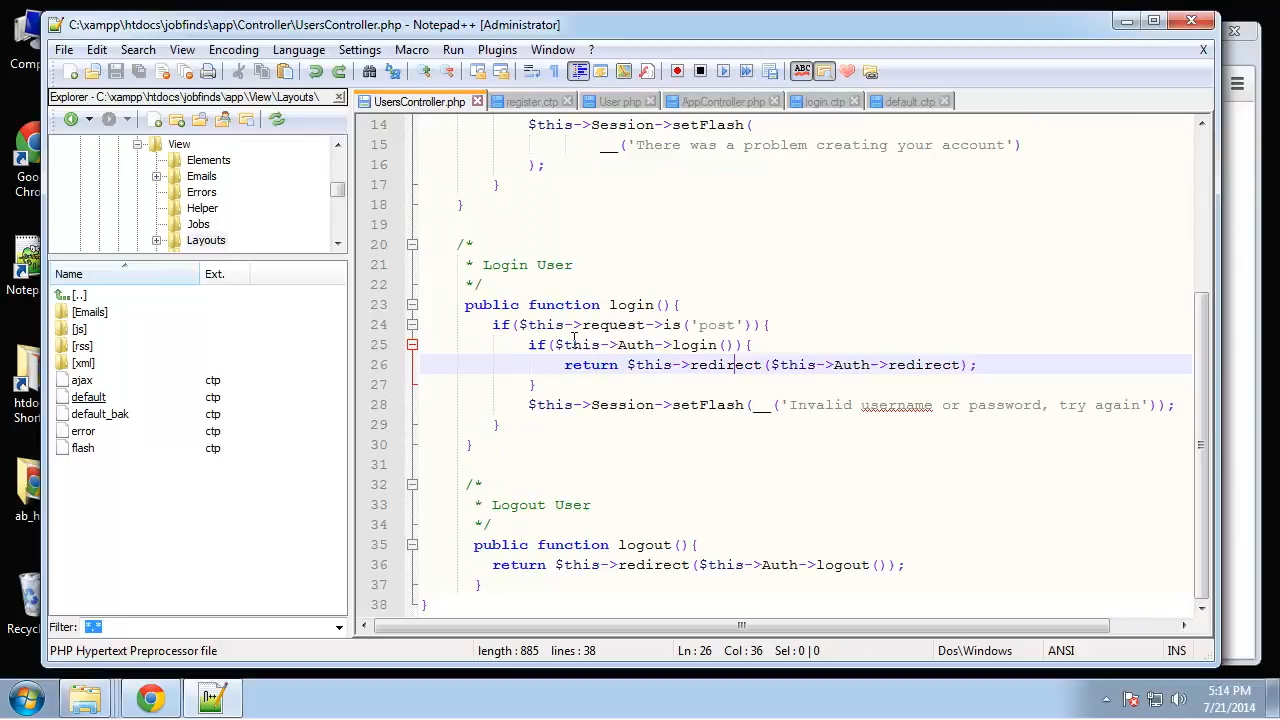 C:\xampp\htdocs\jobfinds\app\Controller\UsersController.php - Notepad++ [Administrator]
File Edit Search View Encoding Language Settings Macro Run Plugins Window ? X
Explorer - C:\xampp\htdocs\jobfinds\app\View\Layouts\
UsersController.php register.ctp User.php AppController.php login.ctp default.ctp
View
Elements
Emails
Errors
Helper
Jobs
Layouts
Name Ext.
[..]
[Emails]
[js]
[rss]
[xml]
ajax ctp
default ctp
default_bak ctp
error ctp
flash ctp
Filter: *.*
14 $this->Session->setFlash(
15 __('There was a problem creating your account')
16 );
17 }
18 }
19
20 /*
21 * Login User
22 */
23 public function login(){
24 if($this->request->is('post')){
25 if($this->Auth->login()){
26 return $this->redirect($this->Auth->redirect);
27 }
28 $this->Session->setFlash(__('Invalid username or password, try again'));
29 }
30 }
31
32 /*
33 * Logout User
34 */
35 public function logout(){
36 return $this->redirect($this->Auth->logout());
37 }
38 }
PHP Hypertext Preprocessor file length : 885 lines : 38 Ln : 26 Col : 36 Sel : 0 | 0 Dos\Windows ANSI INS
Comp
Goo
Chro
Notep
htdo
Short
ab_h
Recyc
5:14 PM
7/21/2014